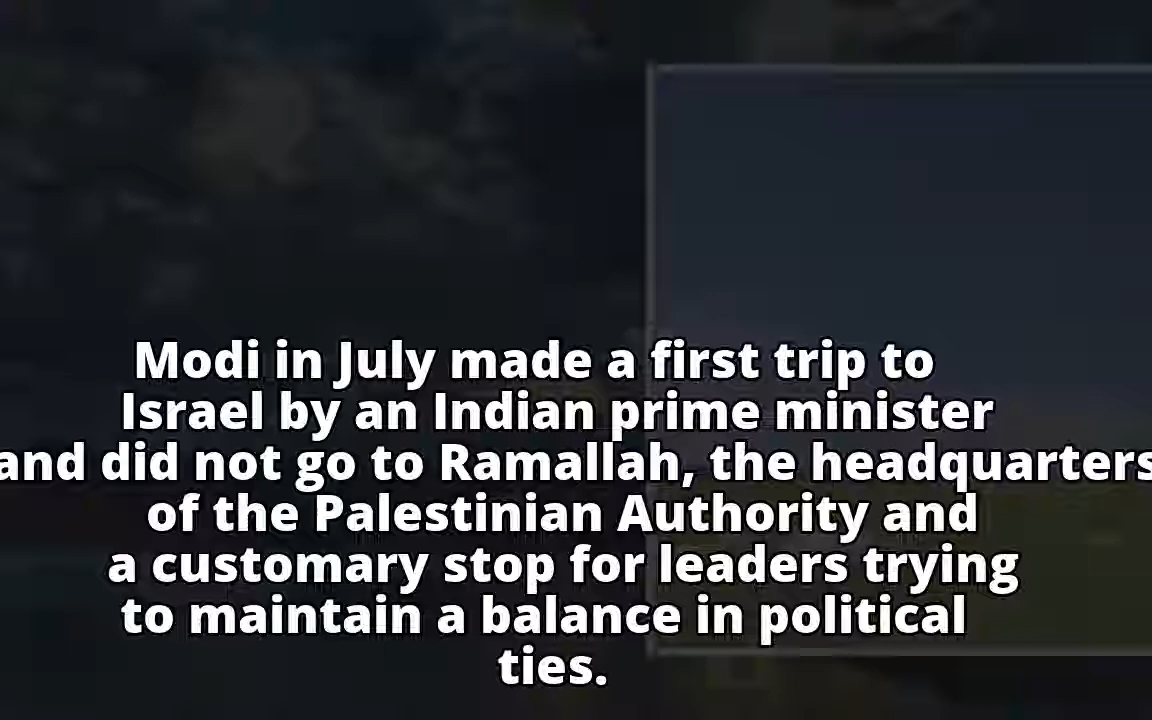 Modi in July made a first trip to
Israel by an Indian prime minister
and did not go to Ramallah, the headquarters
of the Palestinian Authority and
a customary stop for leaders trying
to maintain a balance in political
ties.